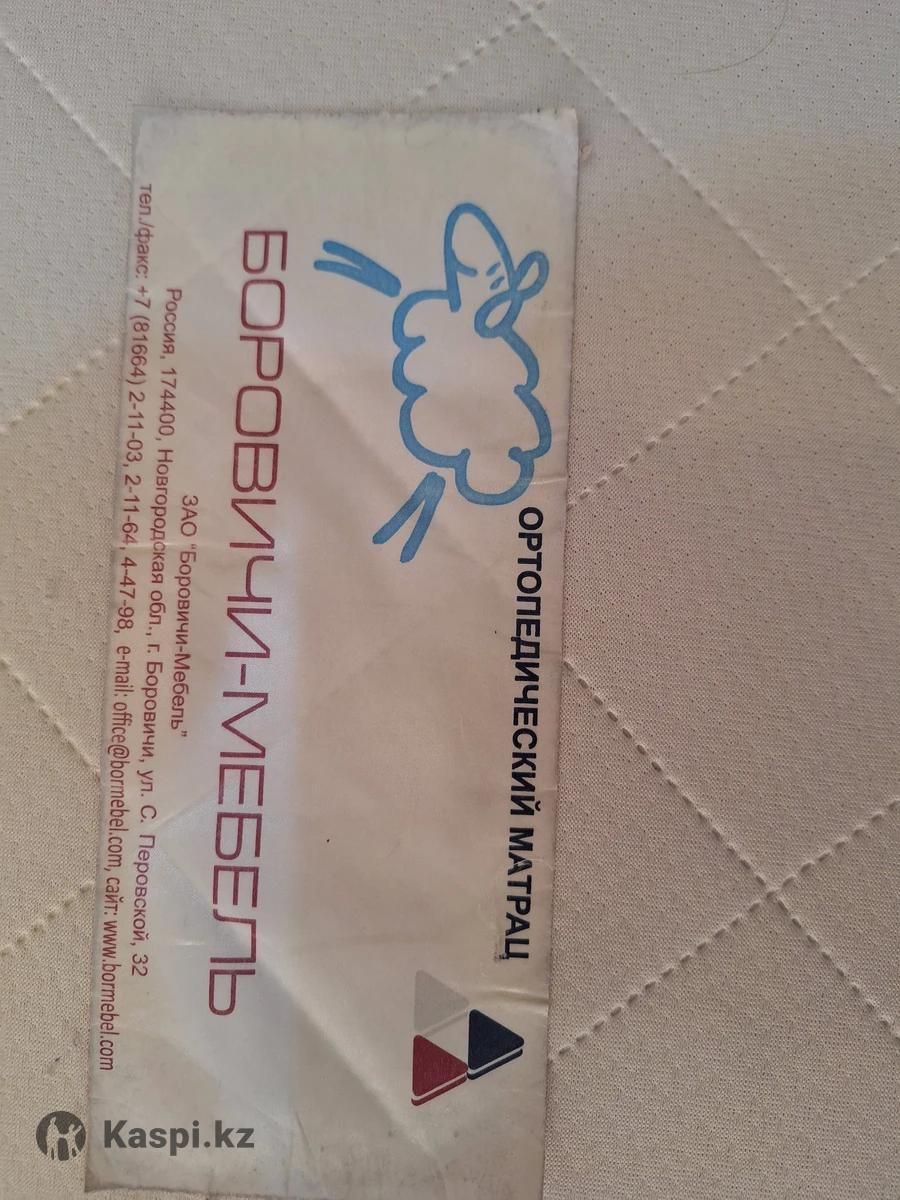 ОРТОПЕДИЧЕСКИЙ МАТРАЦ
БОРОВИЧИ-МЕБЕЛЬ
ЗАО "Боровичи-Мебель"
Россия, 174400, Новгородская обл., г. Боровичи, ул. С. Перовской, 32
тел./факс: +7 (81664) 2-11-03, 2-11-64, 4-47-98, e-mail: office@bormebel.com, сайт: www.bormebel.com
Kaspi.kz